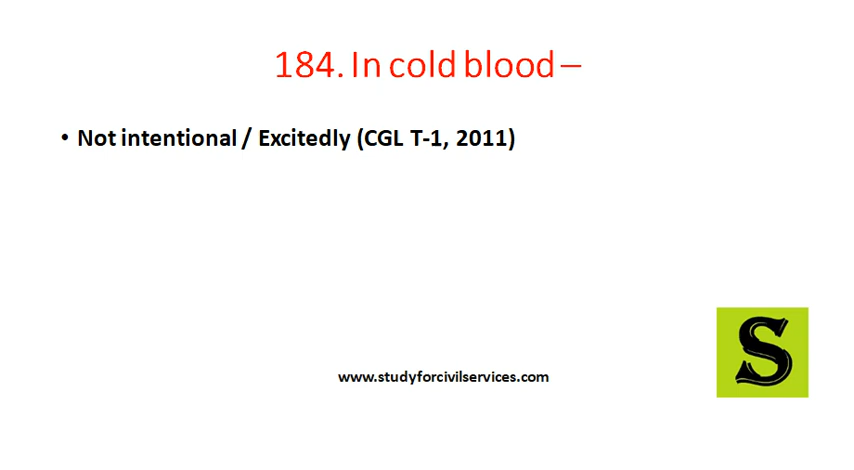 184. In cold blood –
• Not intentional / Excitedly (CGL T-1, 2011)
S
www.studyforcivilservices.com